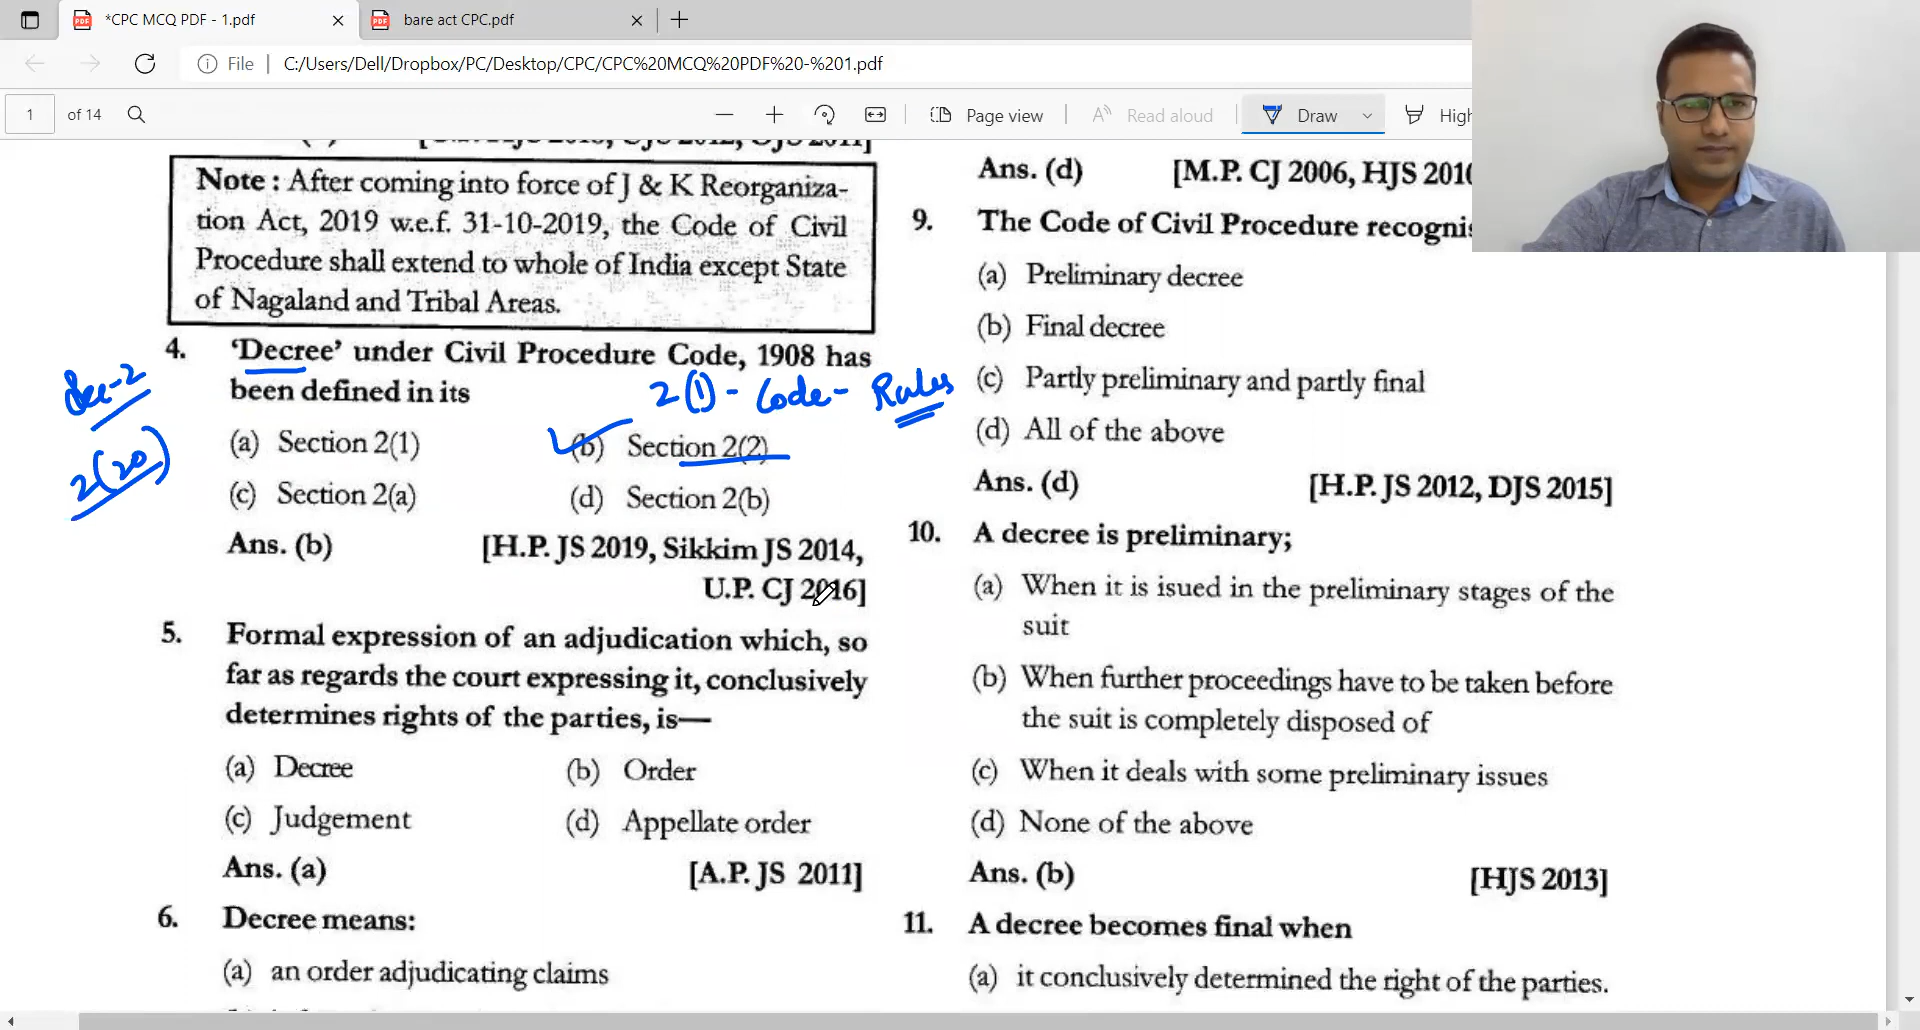 *CPC MCQ PDF - 1.pdf
bare act CPC.pdf
File
C:/Users/Dell/Dropbox/PC/Desktop/CPC/CPC%20MCQ%20PDF%20-%201.pdf
1 of 14
Page view
Read aloud
Draw
Note : After coming into force of J & K Reorganiza-
tion Act, 2019 w.e.f. 31-10-2019, the Code of Civil
Procedure shall extend to whole of India except State
of Nagaland and Tribal Areas.
4. 'Decree' under Civil Procedure Code, 1908 has
been defined in its
Sec-2
2(1) - Code - Rules
2(20)
(a) Section 2(1) (b) Section 2(2)
(c) Section 2(a) (d) Section 2(b)
Ans. (b) [H.P. JS 2019, Sikkim JS 2014,
U.P. CJ 2016]
5. Formal expression of an adjudication which, so
far as regards the court expressing it, conclusively
determines rights of the parties, is—
(a) Decree (b) Order
(c) Judgement (d) Appellate order
Ans. (a) [A.P. JS 2011]
6. Decree means:
(a) an order adjudicating claims
Ans. (d) [M.P. CJ 2006, HJS
9. The Code of Civil Procedure
(a) Preliminary decree
(b) Final decree
(c) Partly preliminary and partly final
(d) All of the above
Ans. (d) [H.P. JS 2012, DJS 2015]
10. A decree is preliminary;
(a) When it is isued in the preliminary stages of the
suit
(b) When further proceedings have to be taken before
the suit is completely disposed of
(c) When it deals with some preliminary issues
(d) None of the above
Ans. (b) [HJS 2013]
11. A decree becomes final when
(a) it conclusively determined the right of the parties.